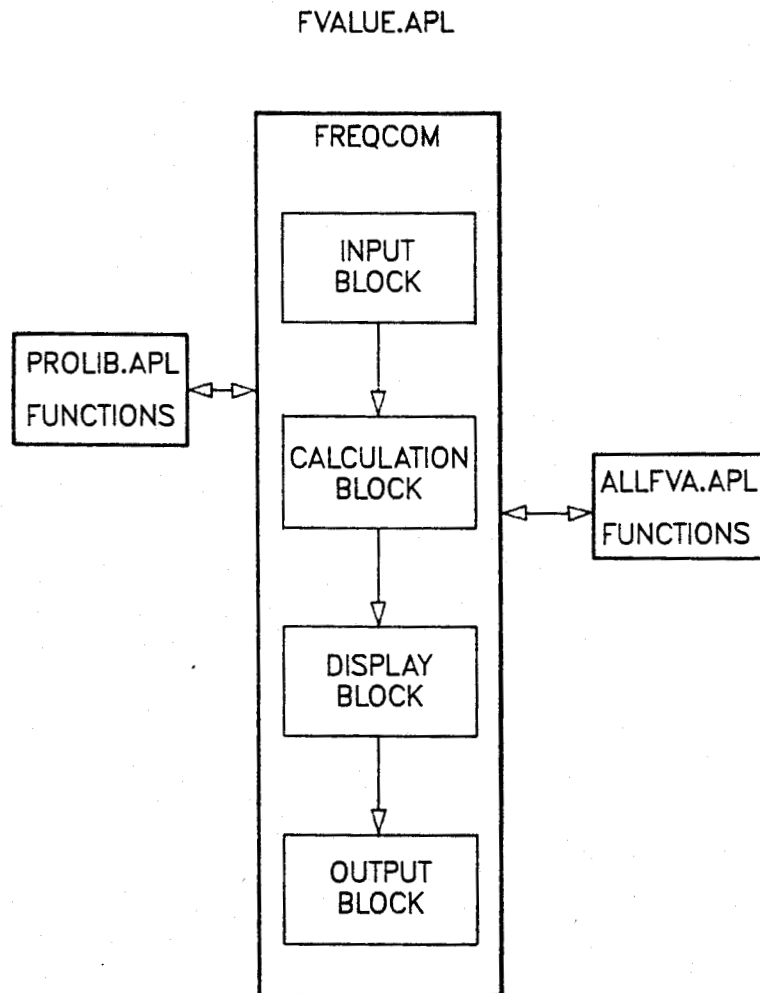 FVALUE.APL
FREQCOM
INPUT
BLOCK
PROLIB.APL
FUNCTIONS
CALCULATION
BLOCK
ALLFVA.APL
FUNCTIONS
DISPLAY
BLOCK
OUTPUT
BLOCK